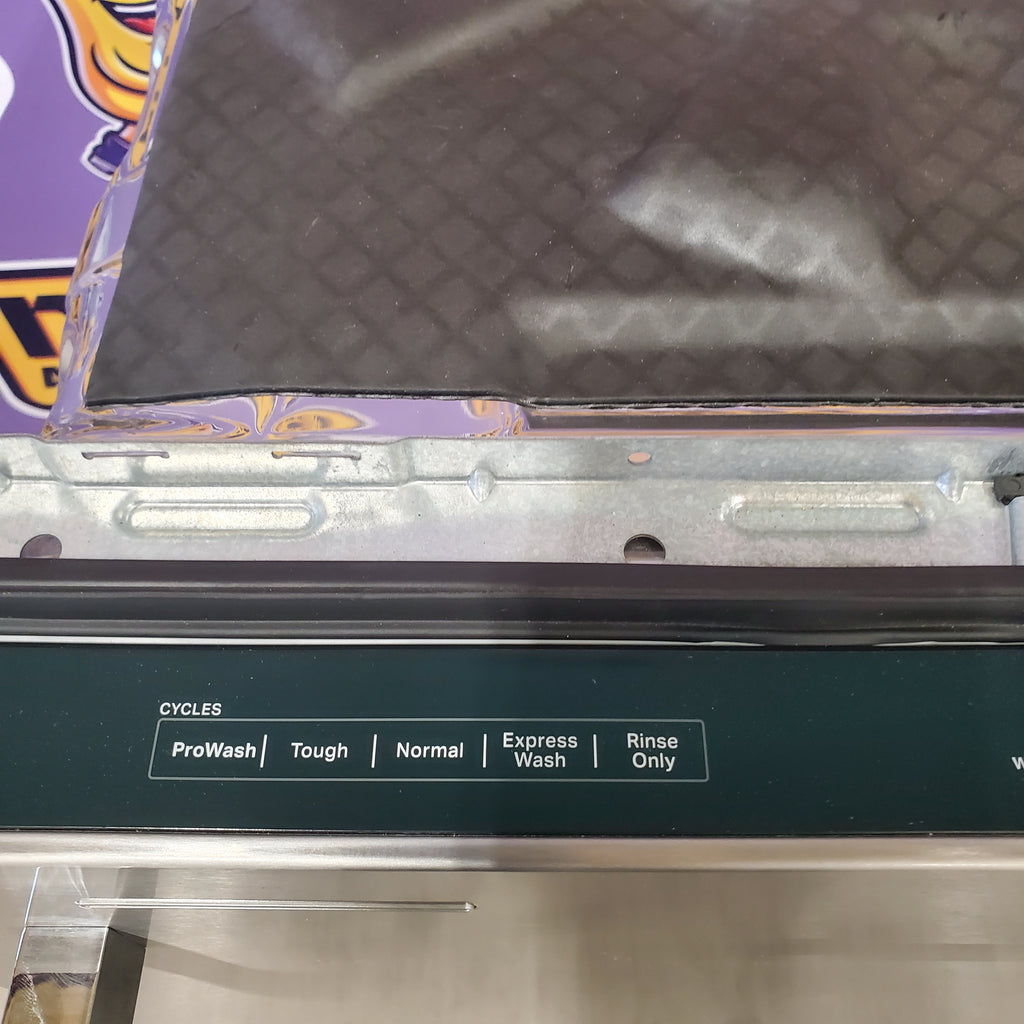 CYCLES
ProWash | Tough | Normal | Express Wash | Rinse Only